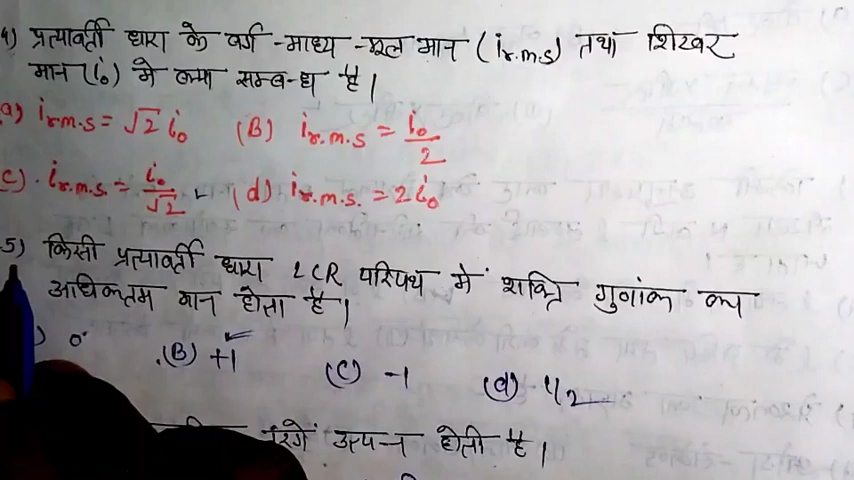 4) प्रत्यावर्ती धारा के वर्ग-माध्य-मूल मान (ir.m.s) तथा शिखर
मान (i₀) मे क्या सम्बन्ध है।
a) ir.m.s = √2 i₀ (B) ir.m.s = i₀/2
c) ir.m.s = i₀/√2 (d) ir.m.s. = 2i₀
5) किसी प्रत्यावर्ती धारा LCR परिपथ में शक्ति गुणांक का
अधिकतम मान होता है।
) 0 (B) +1 (C) -1 (d) 1/2
तरंगें उत्पन्न होती है।